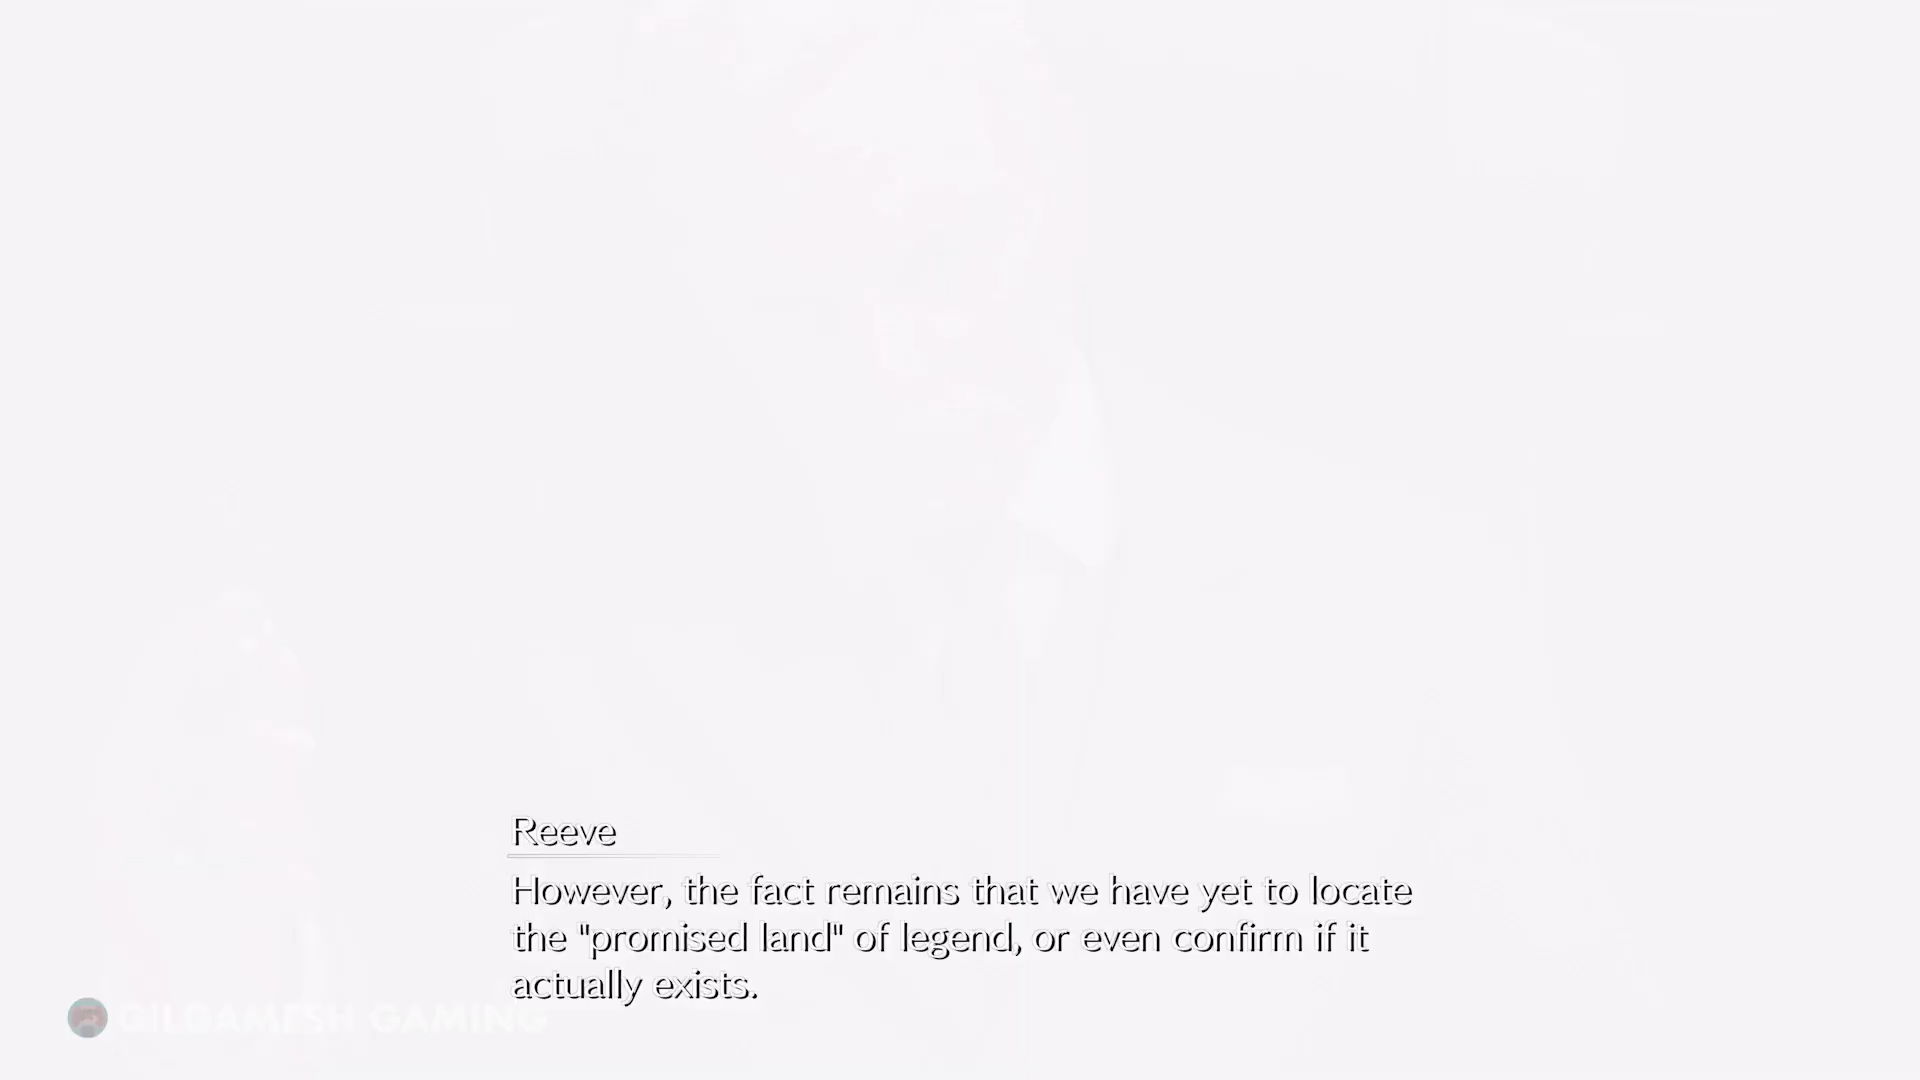 Reeve
However, the fact remains that we have yet to locate
the "promised land" of legend, or even confirm if it
actually exists.
GILGAMESH GAMING